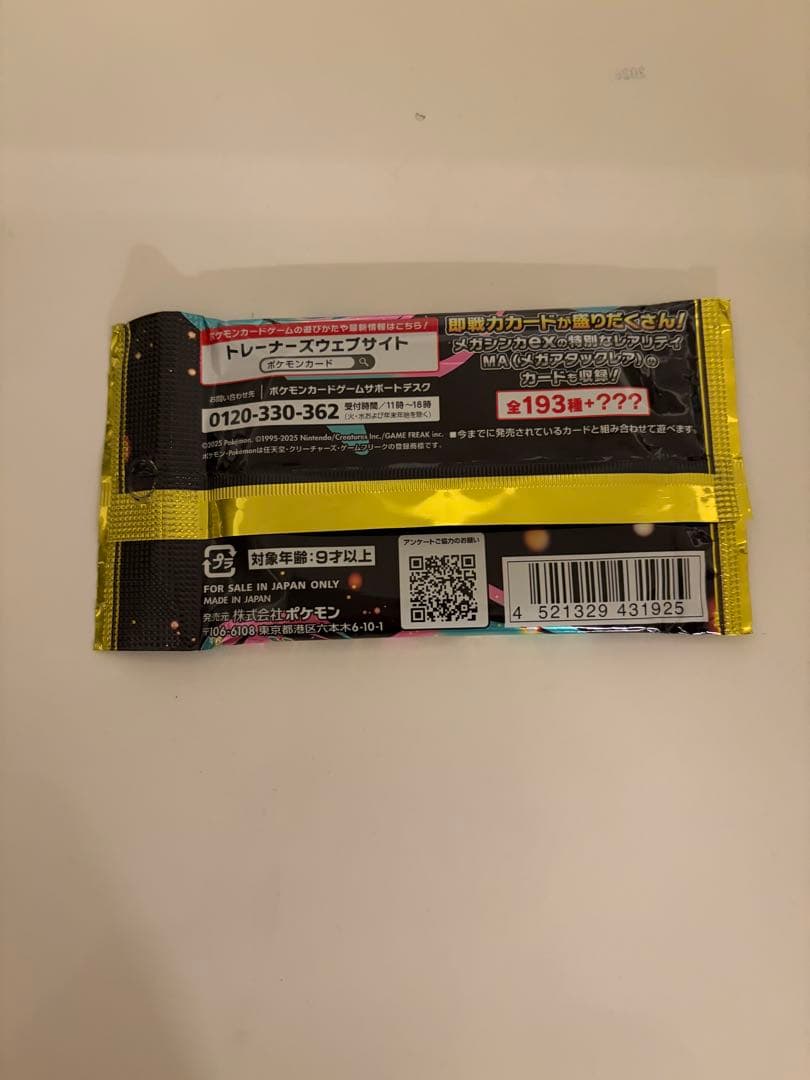 ポケモンカードゲームの遊びかたや最新情報はこちら!
トレーナーズウェブサイト
ポケモンカード
お問い合わせ先 ポケモンカードゲームサポートデスク
0120-330-362 受付時間/11時~16時
(火・水および年末年始を除く)
©2025 Pokémon. ©1995-2025 Nintendo/Creatures Inc./GAME FREAK inc.
ポケモン・Pokémonは任天堂・クリーチャーズ・ゲームフリークの登録商標です。
即戦力カードが盛りだくさん!
メガシンカexの特別なレアリティ
MA(メガアタックレア)の
カードも収録!
全193種+???
■今までに発売されているカードと組み合わせて遊べます。
プラ
対象年齢:9才以上
FOR SALE IN JAPAN ONLY
MADE IN JAPAN
発売元 株式会社ポケモン
〒106-6108 東京都港区六本木6-10-1
アンケートご協力のお願い
4 521329 431925